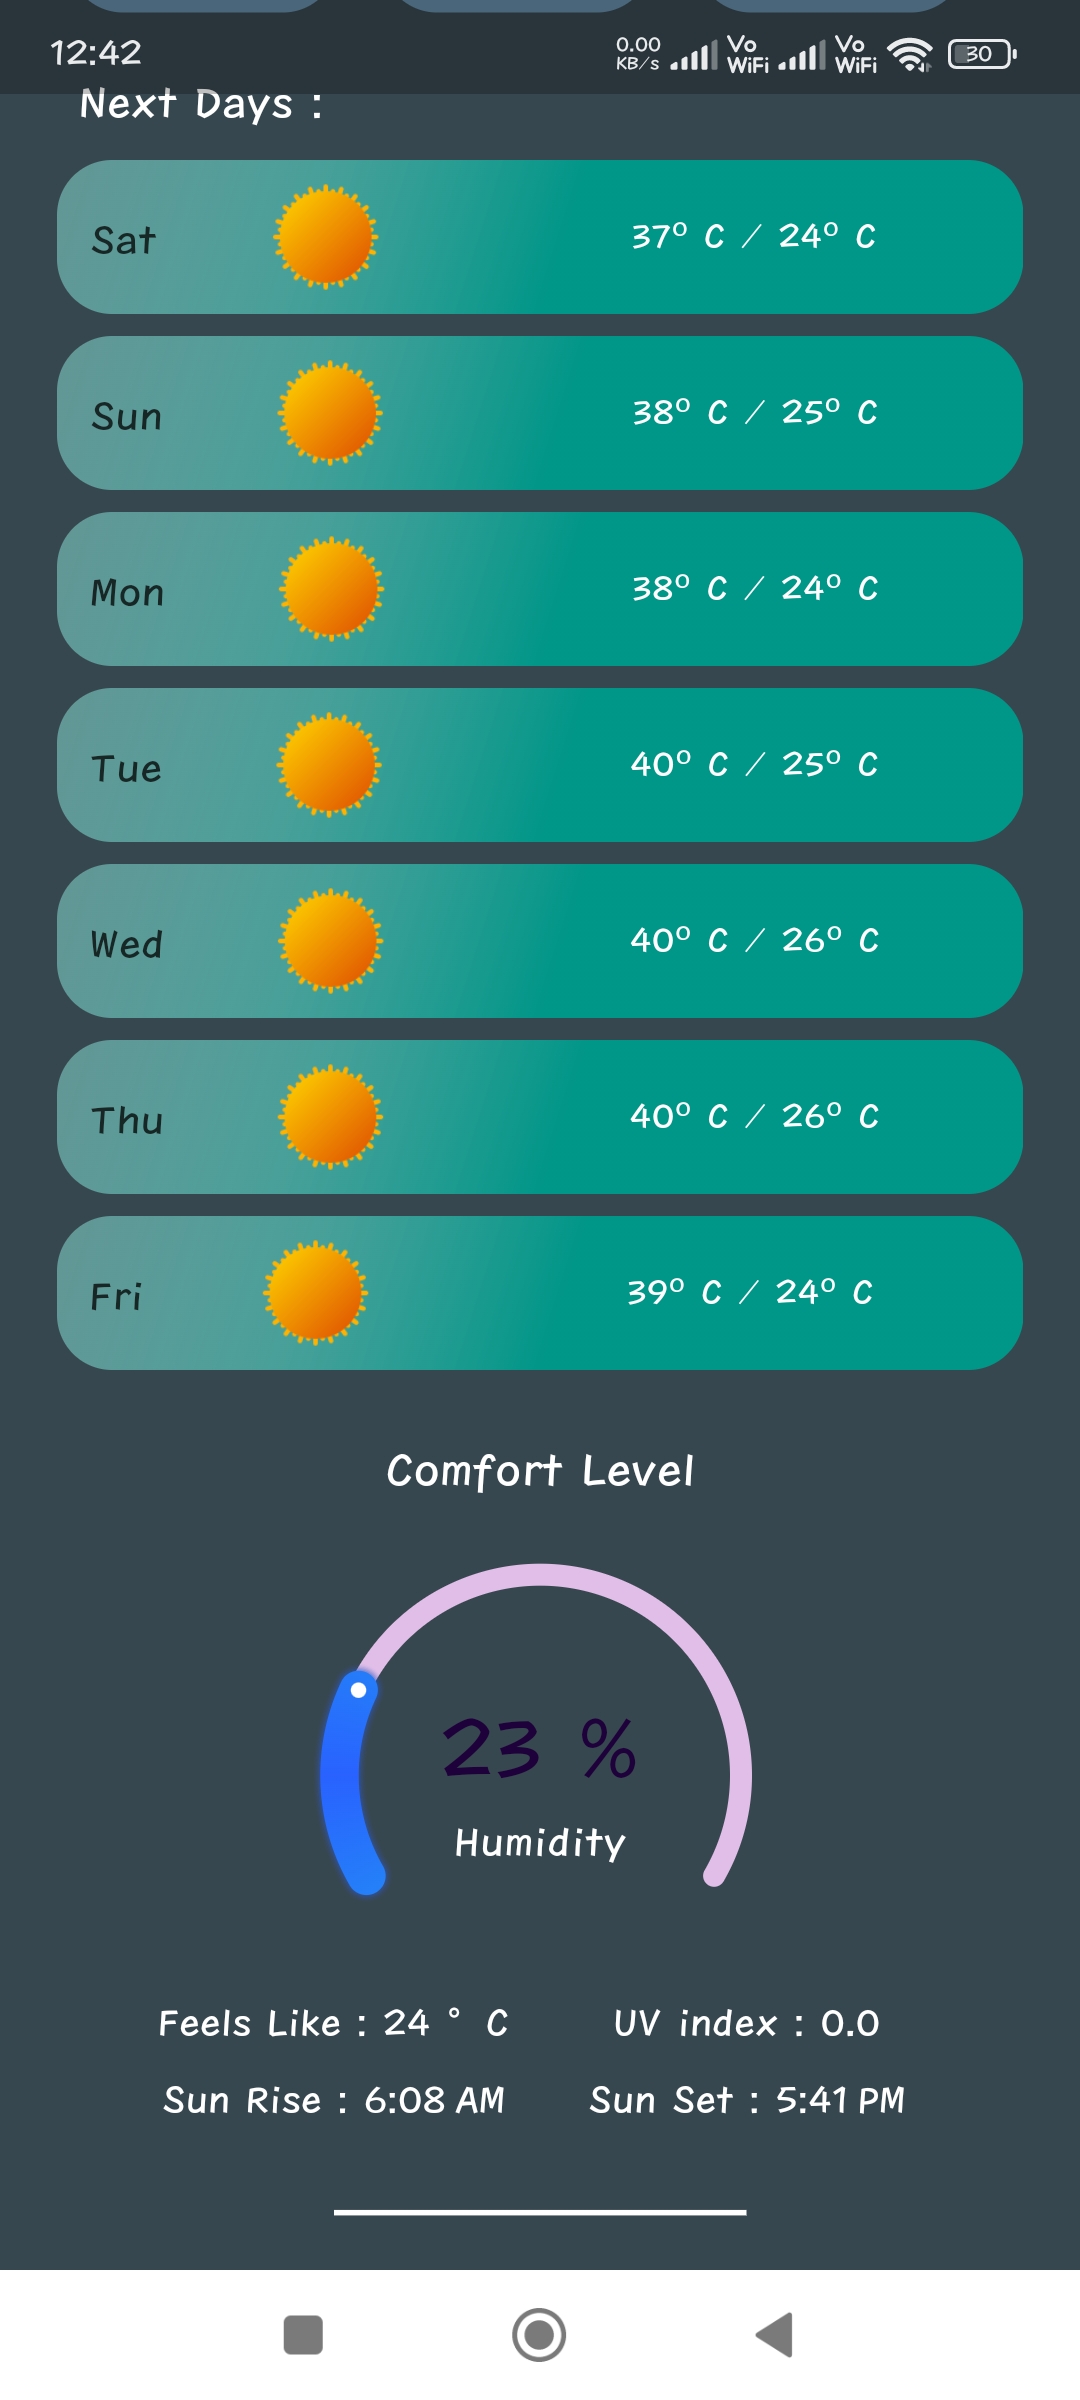 12:42
0.00 KB/s Vo WiFi Vo WiFi 30
Next Days :
Sat 37° C / 24° C
Sun 38° C / 25° C
Mon 38° C / 24° C
Tue 40° C / 25° C
Wed 40° C / 26° C
Thu 40° C / 26° C
Fri 39° C / 24° C
Comfort Level
23 %
Humidity
Feels Like : 24 ° C UV index : 0.0
Sun Rise : 6:08 AM Sun Set : 5:41 PM